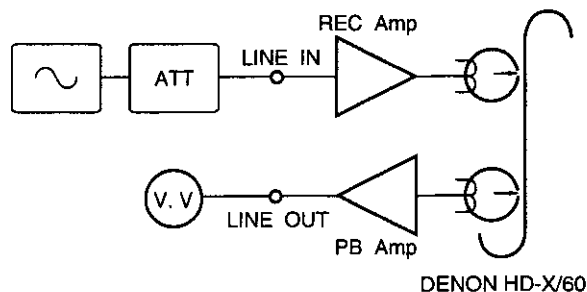 REC Amp
LINE IN
ATT
V.V
LINE OUT
PB Amp
DENON HD-X/60